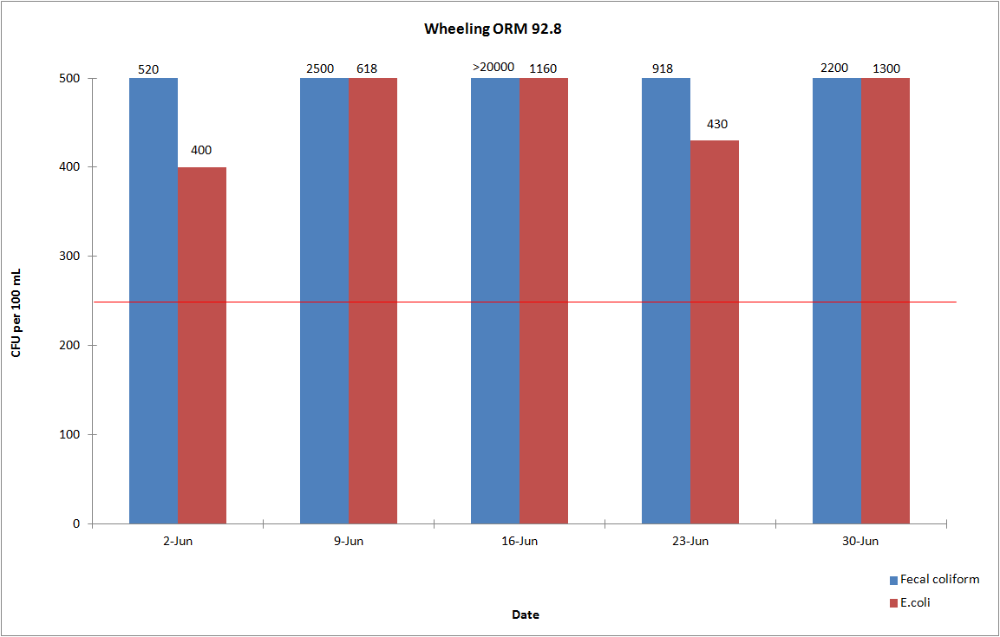 Wheeling ORM 92.8
520
2500
618
>20000
1160
918
2200
1300
400
430
500
400
300
200
100
0
CFU per 100 mL
2-Jun
9-Jun
16-Jun
23-Jun
30-Jun
Fecal coliform
E.coli
Date